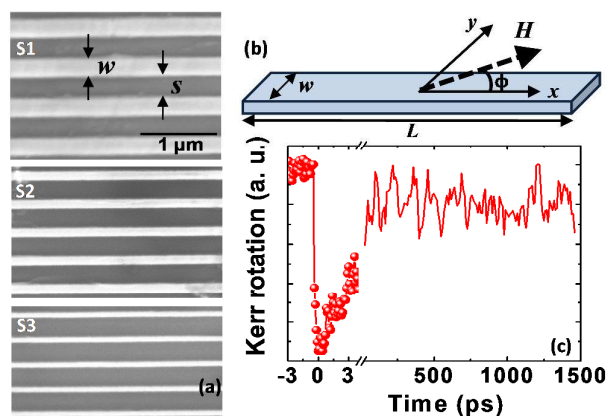 S1
w
s
1 µm
S2
S3
(a)
(b)
y
H
w
ϕ
x
L
Kerr rotation (a. u.)
(c)
-3 0 3 500 1000 1500
Time (ps)